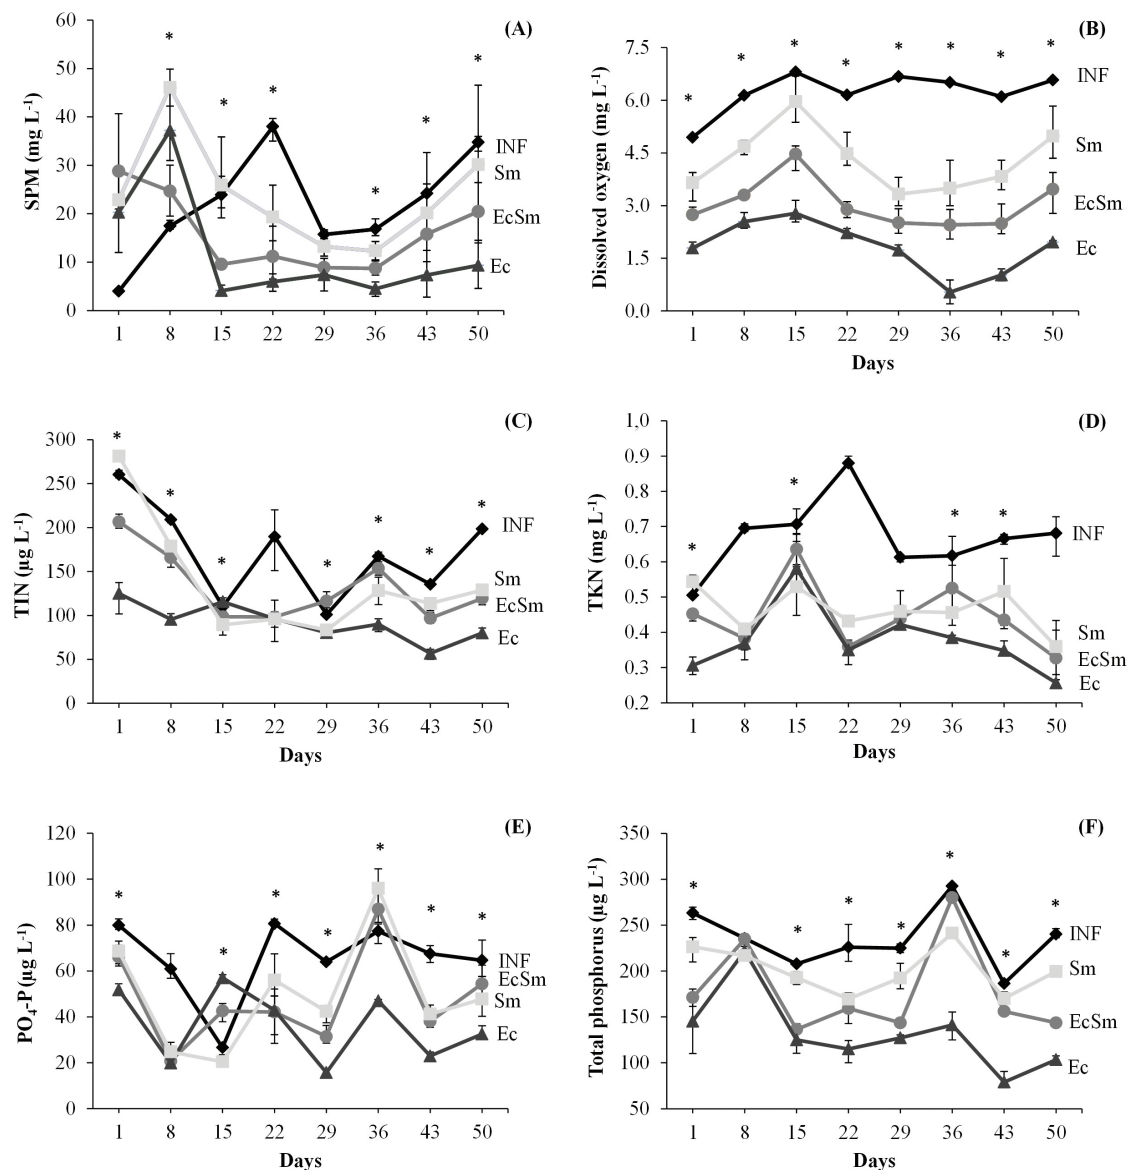 (A)
SPM (mg L-1)
60
50
40
30
20
10
0
* * * * * * *
INF
Sm
EcSm
Ec
1 8 15 22 29 36 43 50
(B)
Dissolved oxygen (mg L-1)
7.5
6.0
4.5
3.0
1.5
0.0
* * * * * * * *
INF
Sm
EcSm
Ec
1 8 15 22 29 36 43 50
Days
(C)
TIN (µg L-1)
300
250
200
150
100
50
0
* * * * * * *
INF
Sm
EcSm
Ec
1 8 15 22 29 36 43 50
Days
(D)
TKN (mg L-1)
1,0
0.9
0.8
0.7
0.6
0.5
0.4
0.3
0.2
* * * *
INF
Sm
EcSm
Ec
1 8 15 22 29 36 43 50
Days
(E)
PO4-P (µg L-1)
120
100
80
60
40
20
0
* * * * * * *
INF
EcSm
Sm
Ec
1 8 15 22 29 36 43 50
Days
(F)
Total phosphorus (µg L-1)
350
300
250
200
150
100
50
* * * * * * *
INF
Sm
EcSm
Ec
1 8 15 22 29 36 43 50
Days